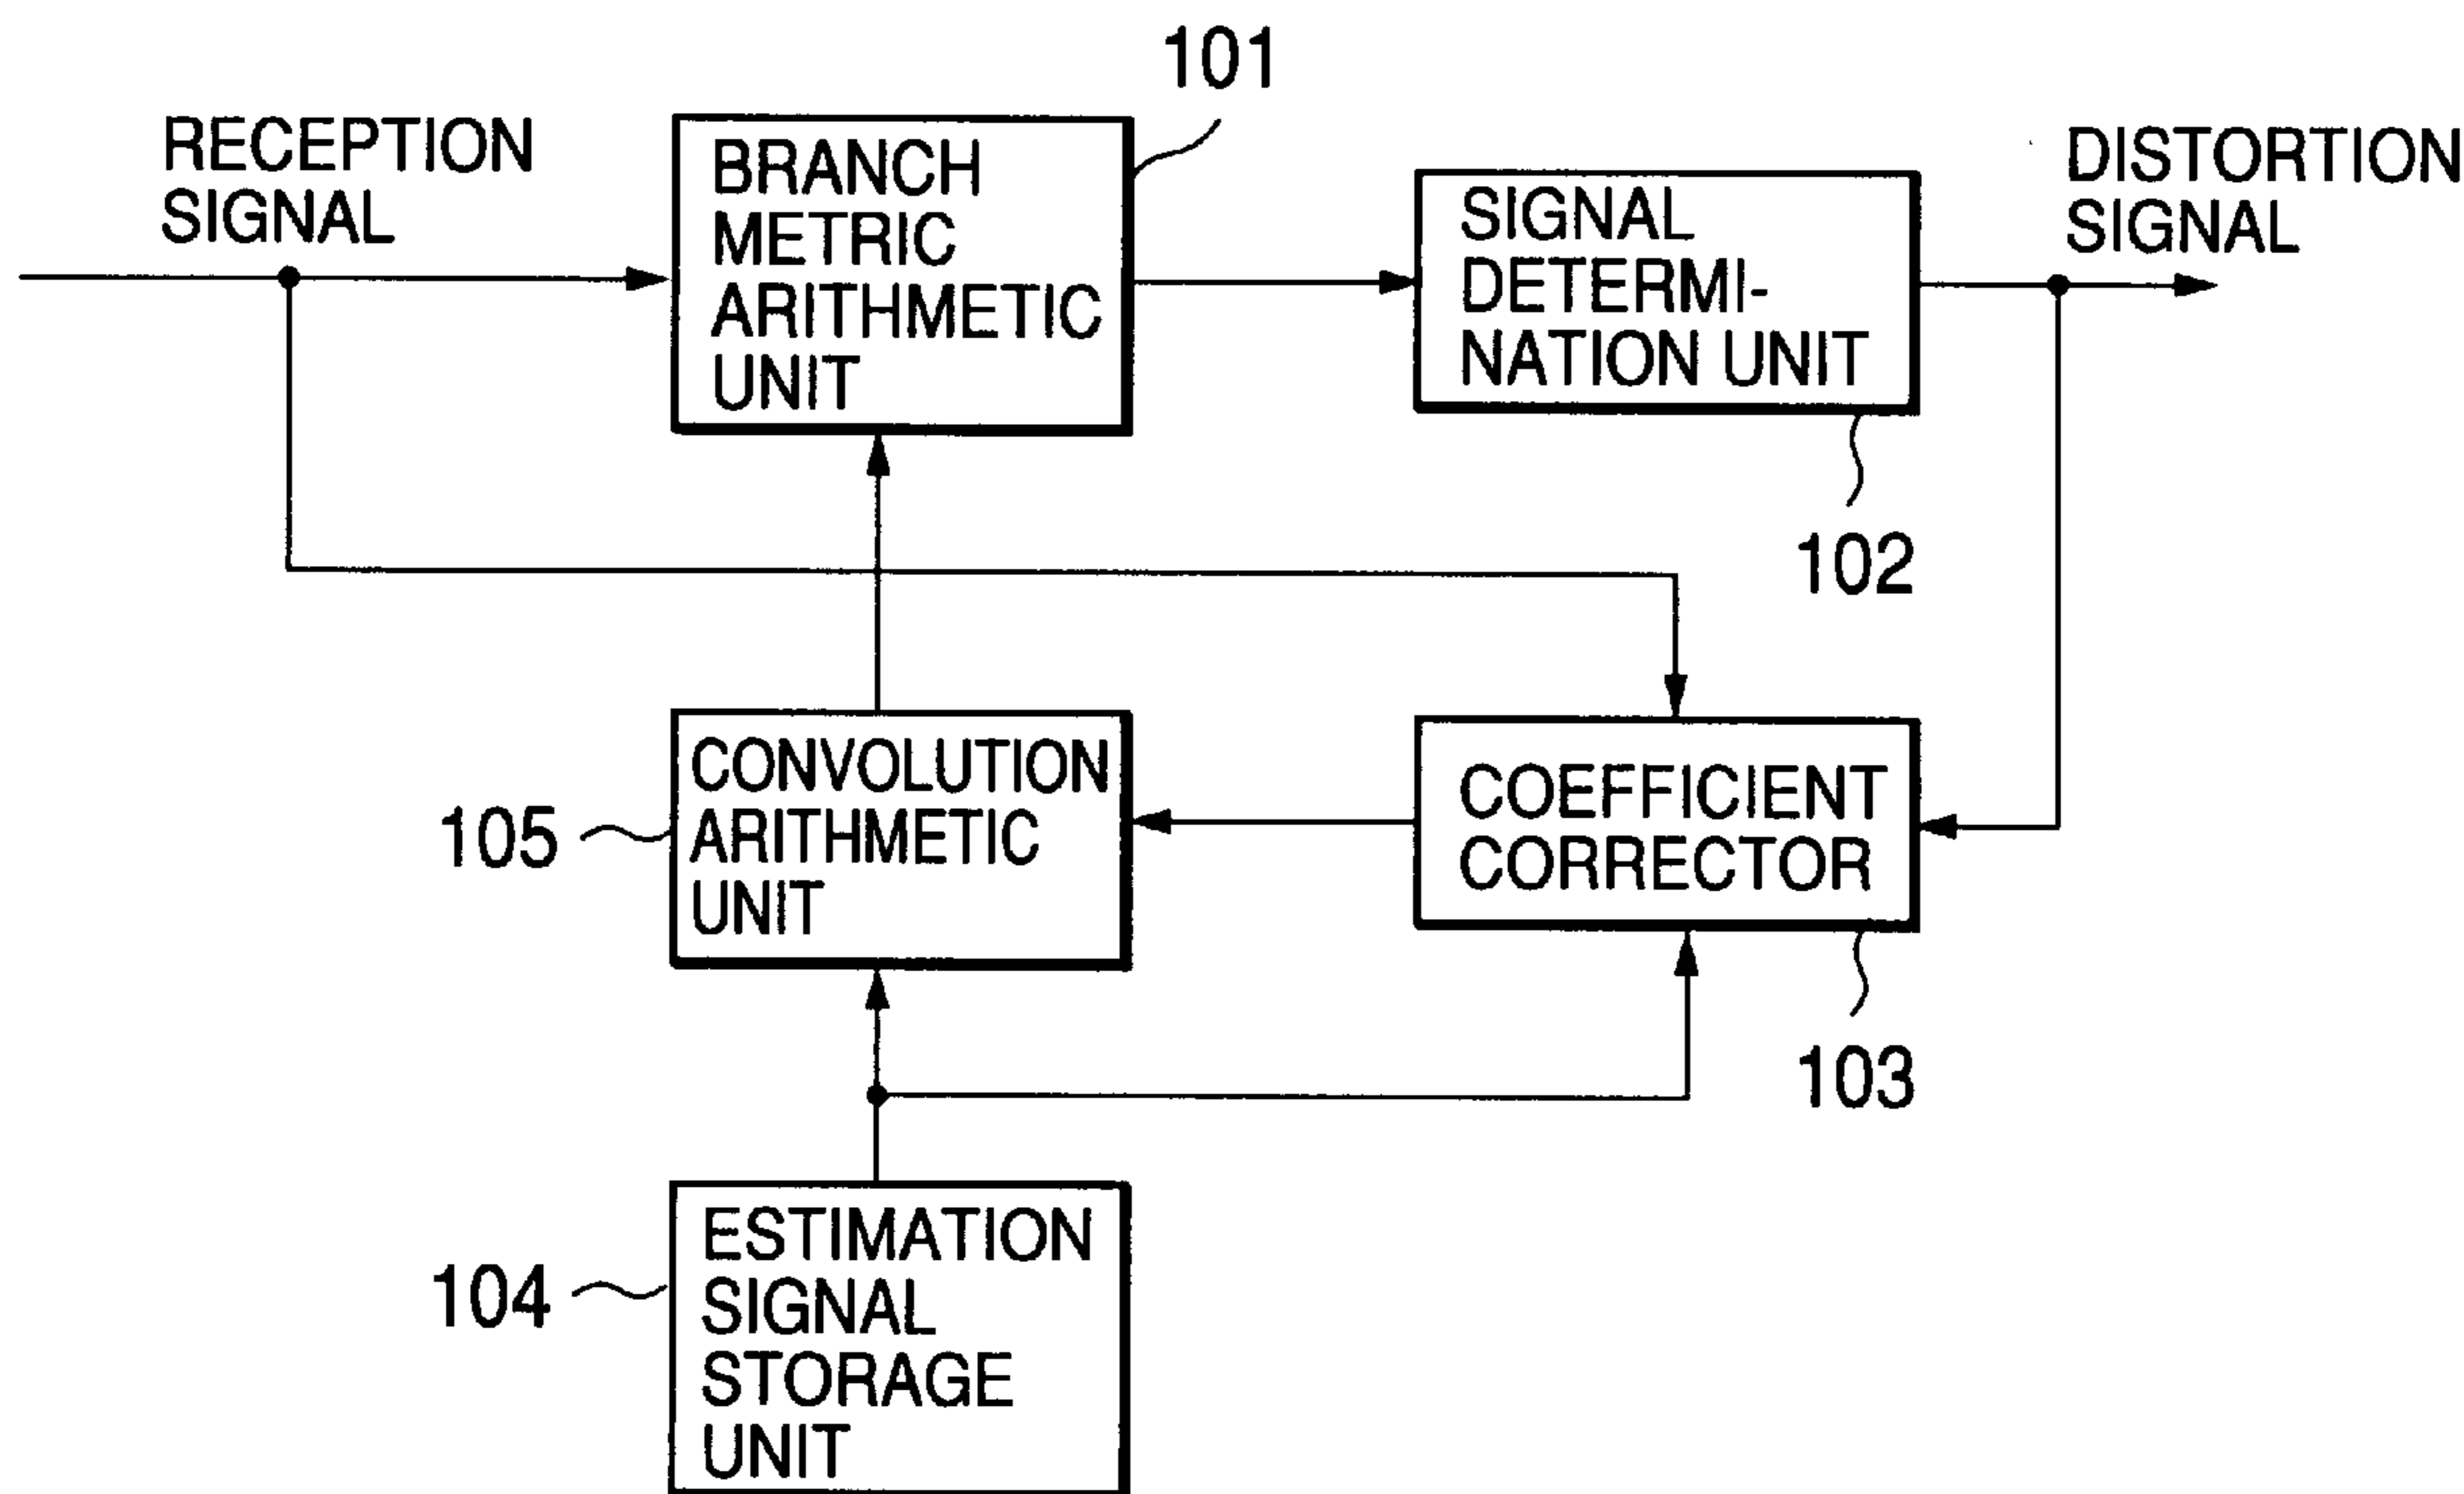 101
RECEPTION
SIGNAL
BRANCH
METRIC
ARITHMETIC
UNIT
SIGNAL
DETERMI-
NATION UNIT
DISTORTION
SIGNAL
102
CONVOLUTION
ARITHMETIC
UNIT
105
COEFFICIENT
CORRECTOR
103
ESTIMATION
SIGNAL
STORAGE
UNIT
104